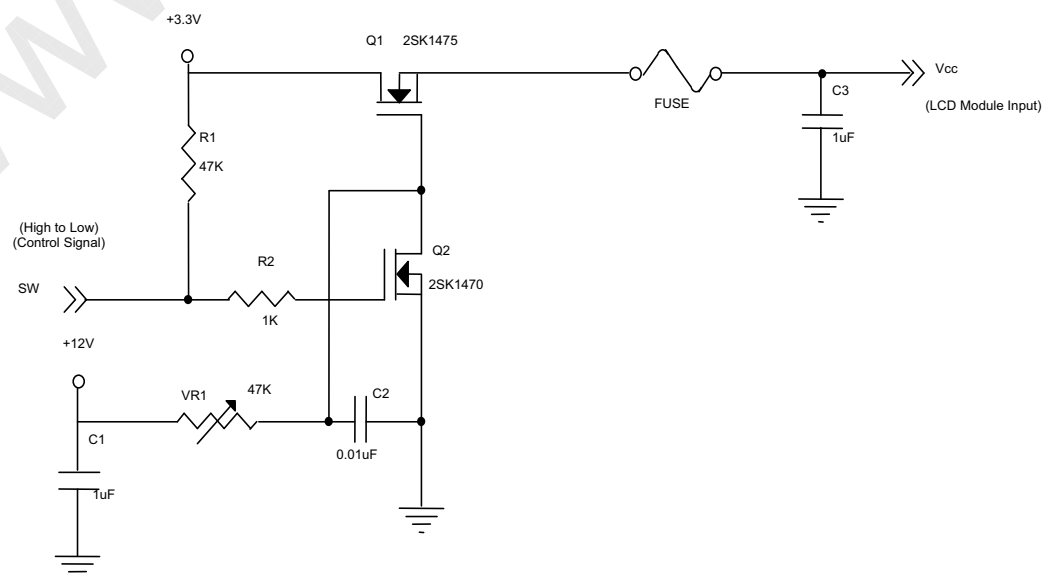 +3.3V
Q1 2SK1475
Vcc
FUSE
C3
(LCD Module Input)
R1
1uF
47K
(High to Low)
(Control Signal)
R2
Q2
SW
2SK1470
1K
+12V
VR1
47K
C2
C1
0.01uF
1uF